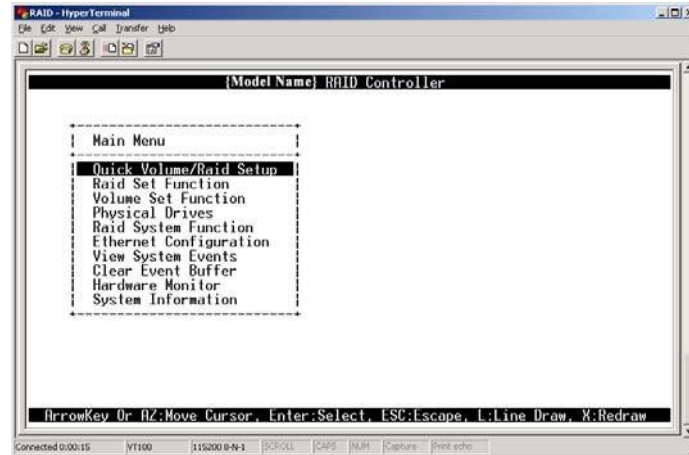 RAID - HyperTerminal
File Edit View Call Transfer Help
{Model Name} RAID Controller
Main Menu
Quick Volume/Raid Setup
Raid Set Function
Volume Set Function
Physical Drives
Raid System Function
Ethernet Configuration
View System Events
Clear Event Buffer
Hardware Monitor
System Information
ArrowKey Or AZ:Move Cursor, Enter:Select, ESC:Escape, L:Line Draw, X:Redraw
Connected 0:00:15 VT100 115200 8-N-1 SCROLL CAPS NUM Capture Print echo